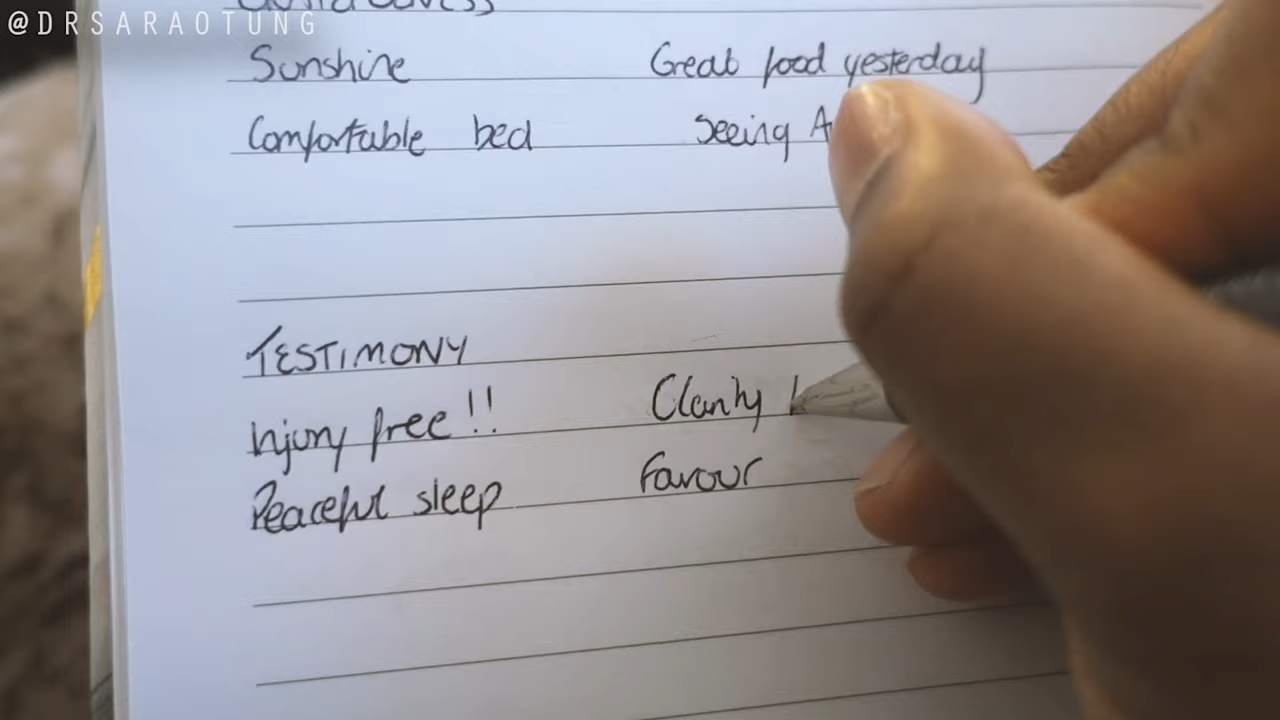 @DRSARAOTUNG
Sunshine Great food yesterday
Comfortable bed Seeing
TESTIMONY
Injury free!! Clarity
Peaceful sleep Favour